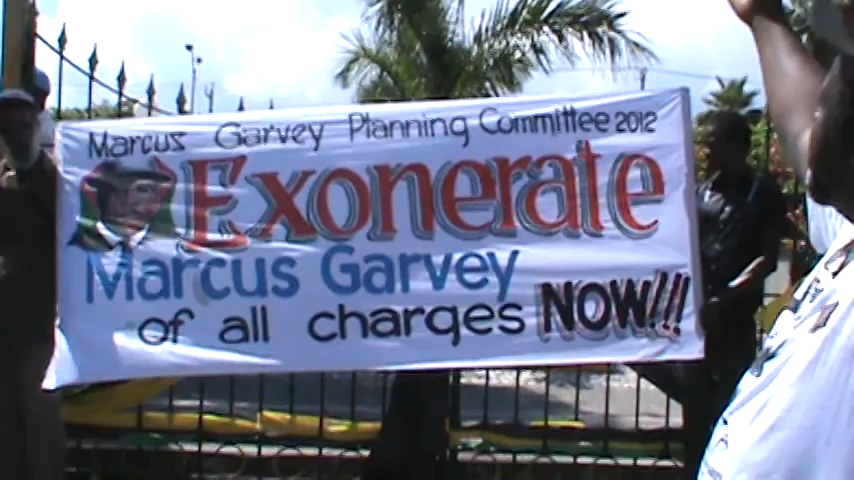 Marcus Garvey Planning Committee 2012
Exonerate
Marcus Garvey
of all charges NOW!!!